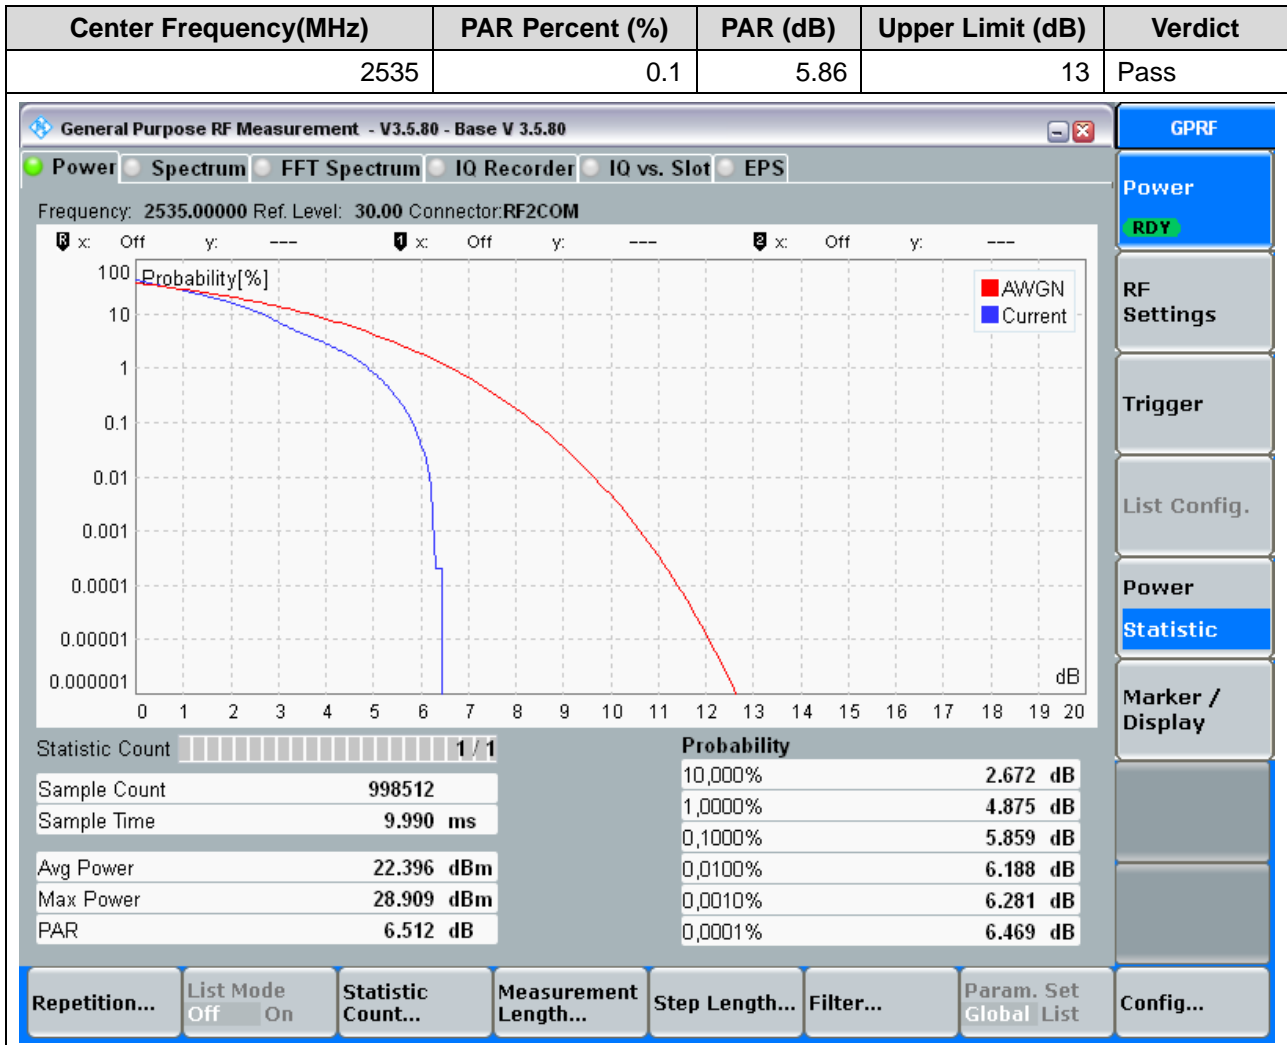 Center Frequency(MHz) PAR Percent (%) PAR (dB) Upper Limit (dB) Verdict
2535 0.1 5.86 13 Pass
General Purpose RF Measurement - V3.5.80 - Base V 3.5.80
GPRF
Power Spectrum FFT Spectrum IQ Recorder IQ vs. Slot EPS
Frequency: 2535.00000 Ref. Level: 30.00 Connector:RF2COM
R x: Off y: --- 1 x: Off y: --- 2 x: Off y: ---
Probability[%]
AWGN
Current
100
10
1
0.1
0.01
0.001
0.0001
0.00001
0.000001
dB
0 1 2 3 4 5 6 7 8 9 10 11 12 13 14 15 16 17 18 19 20
Statistic Count 1 / 1
Sample Count 998512
Sample Time 9.990 ms
Avg Power 22.396 dBm
Max Power 28.909 dBm
PAR 6.512 dB
Probability
10,000% 2.672 dB
1,0000% 4.875 dB
0,1000% 5.859 dB
0,0100% 6.188 dB
0,0010% 6.281 dB
0,0001% 6.469 dB
Power
RDY
RF
Settings
Trigger
List Config.
Power
Statistic
Marker /
Display
Repetition...
List Mode
Off On
Statistic
Count...
Measurement
Length...
Step Length...
Filter...
Param. Set
Global List
Config...